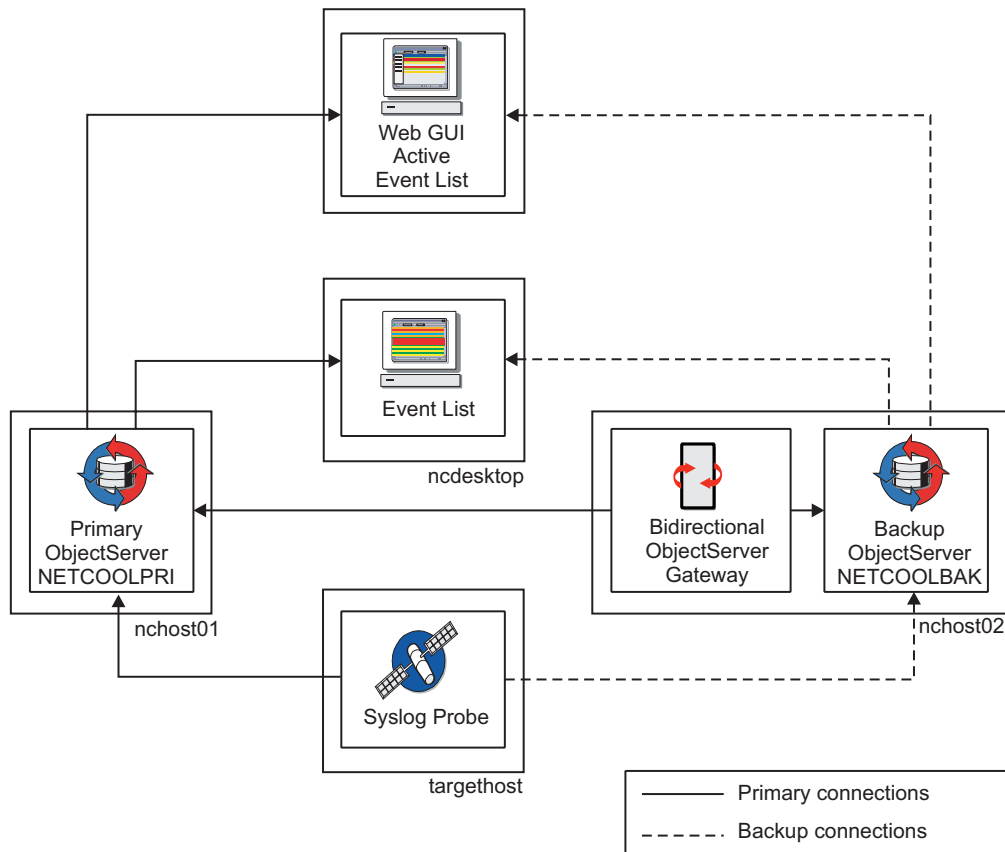 Web GUI
Active
Event List
Event List
ncdesktop
Primary
ObjectServer
NETCOOLPRI
nchost01
Bidirectional
ObjectServer
Gateway
Backup
ObjectServer
NETCOOLBAK
nchost02
Syslog Probe
targethost
Primary connections
Backup connections